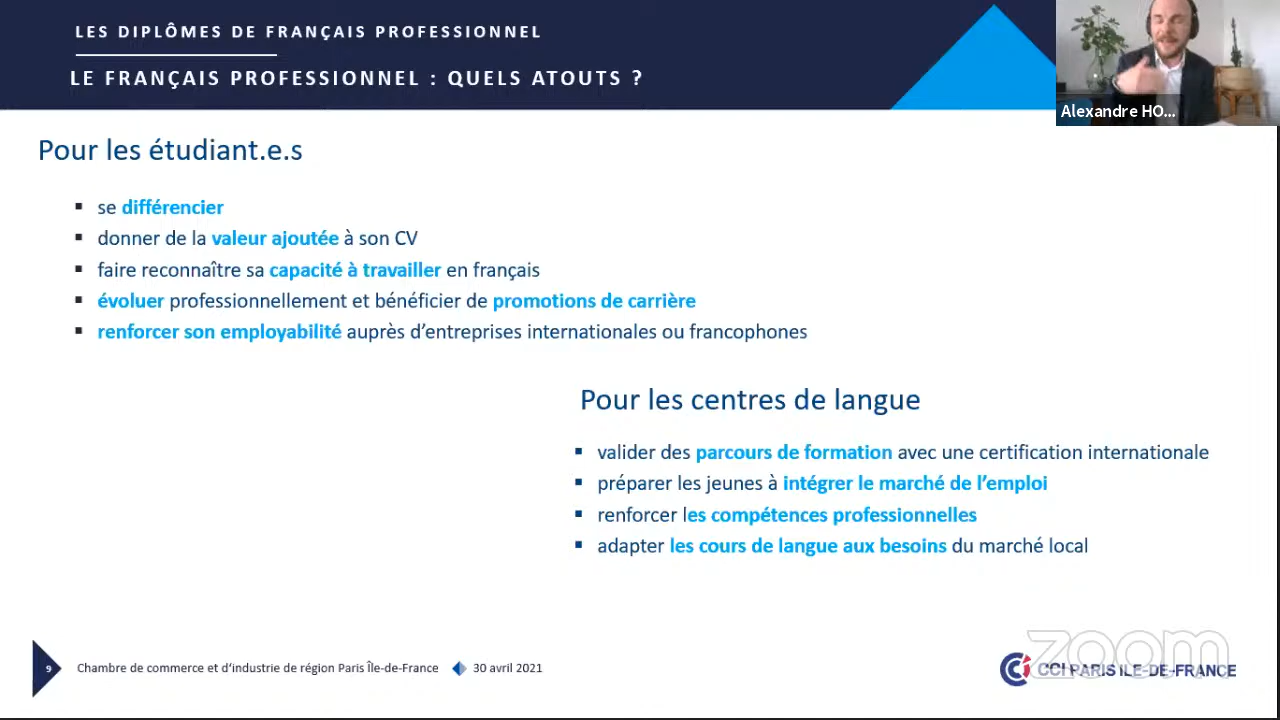 LES DIPLÔMES DE FRANÇAIS PROFESSIONNEL
LE FRANÇAIS PROFESSIONNEL : QUELS ATOUTS ?
Alexandre HO...
Pour les étudiant.e.s
se différencier
donner de la valeur ajoutée à son CV
faire reconnaître sa capacité à travailler en français
évoluer professionnellement et bénéficier de promotions de carrière
renforcer son employabilité auprès d’entreprises internationales ou francophones
Pour les centres de langue
valider des parcours de formation avec une certification internationale
préparer les jeunes à intégrer le marché de l’emploi
renforcer les compétences professionnelles
adapter les cours de langue aux besoins du marché local
9
Chambre de commerce et d’industrie de région Paris Île-de-France
30 avril 2021
CCI PARIS ILE-DE-FRANCE
zoom